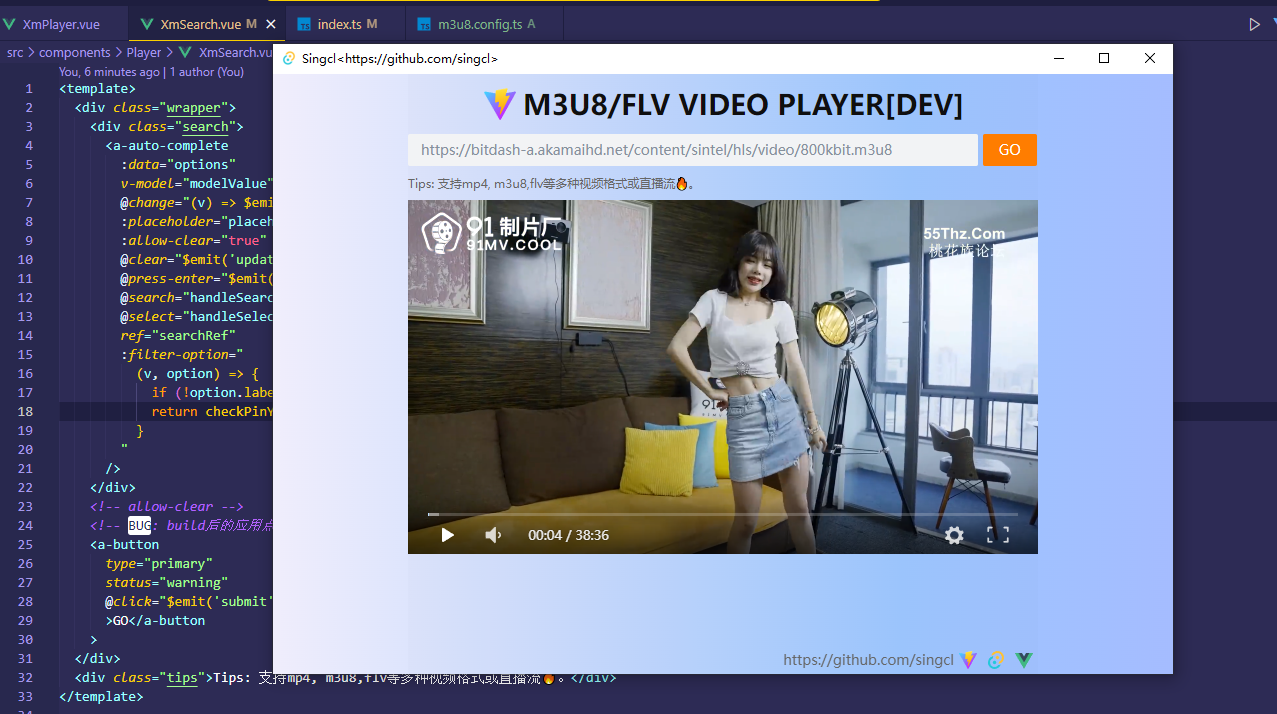 XmPlayer.vue
XmSearch.vue M
index.ts M
m3u8.config.ts A
src > components > Player > XmSearch.vu
You, 6 minutes ago | 1 author (You)
1 <template>
2 <div class="wrapper">
3 <div class="search">
4 <a-auto-complete
5 :data="options"
6 v-model="modelValue"
7 @change="(v) => $emi
8 :placeholder="placeh
9 :allow-clear="true"
10 @clear="$emit('updat
11 @press-enter="$emit(
12 @search="handleSearc
13 @select="handleSelec
14 ref="searchRef"
15 :filter-option="
16 (v, option) => {
17 if (!option.labe
18 return checkPinY
19 }
20 "
21 />
22 </div>
23 <!-- allow-clear -->
24 <!-- BUG: build后的应用点
25 <a-button
26 type="primary"
27 status="warning"
28 @click="$emit('submit'
29 >GO</a-button
30 >
31 </div>
32 <div class="tips">Tips: 支持mp4, m3u8,flv等多种视频格式或直播流🔥。</div>
33 </template>
34
Singcl<https://github.com/singcl>
M3U8/FLV VIDEO PLAYER[DEV]
https://bitdash-a.akamaihd.net/content/sintel/hls/video/800kbit.m3u8
GO
Tips: 支持mp4, m3u8,flv等多种视频格式或直播流🔥。
91制片厂
91MV.COOL
55Thz.Com
桃花族论坛
91
00:04 / 38:36
https://github.com/singcl